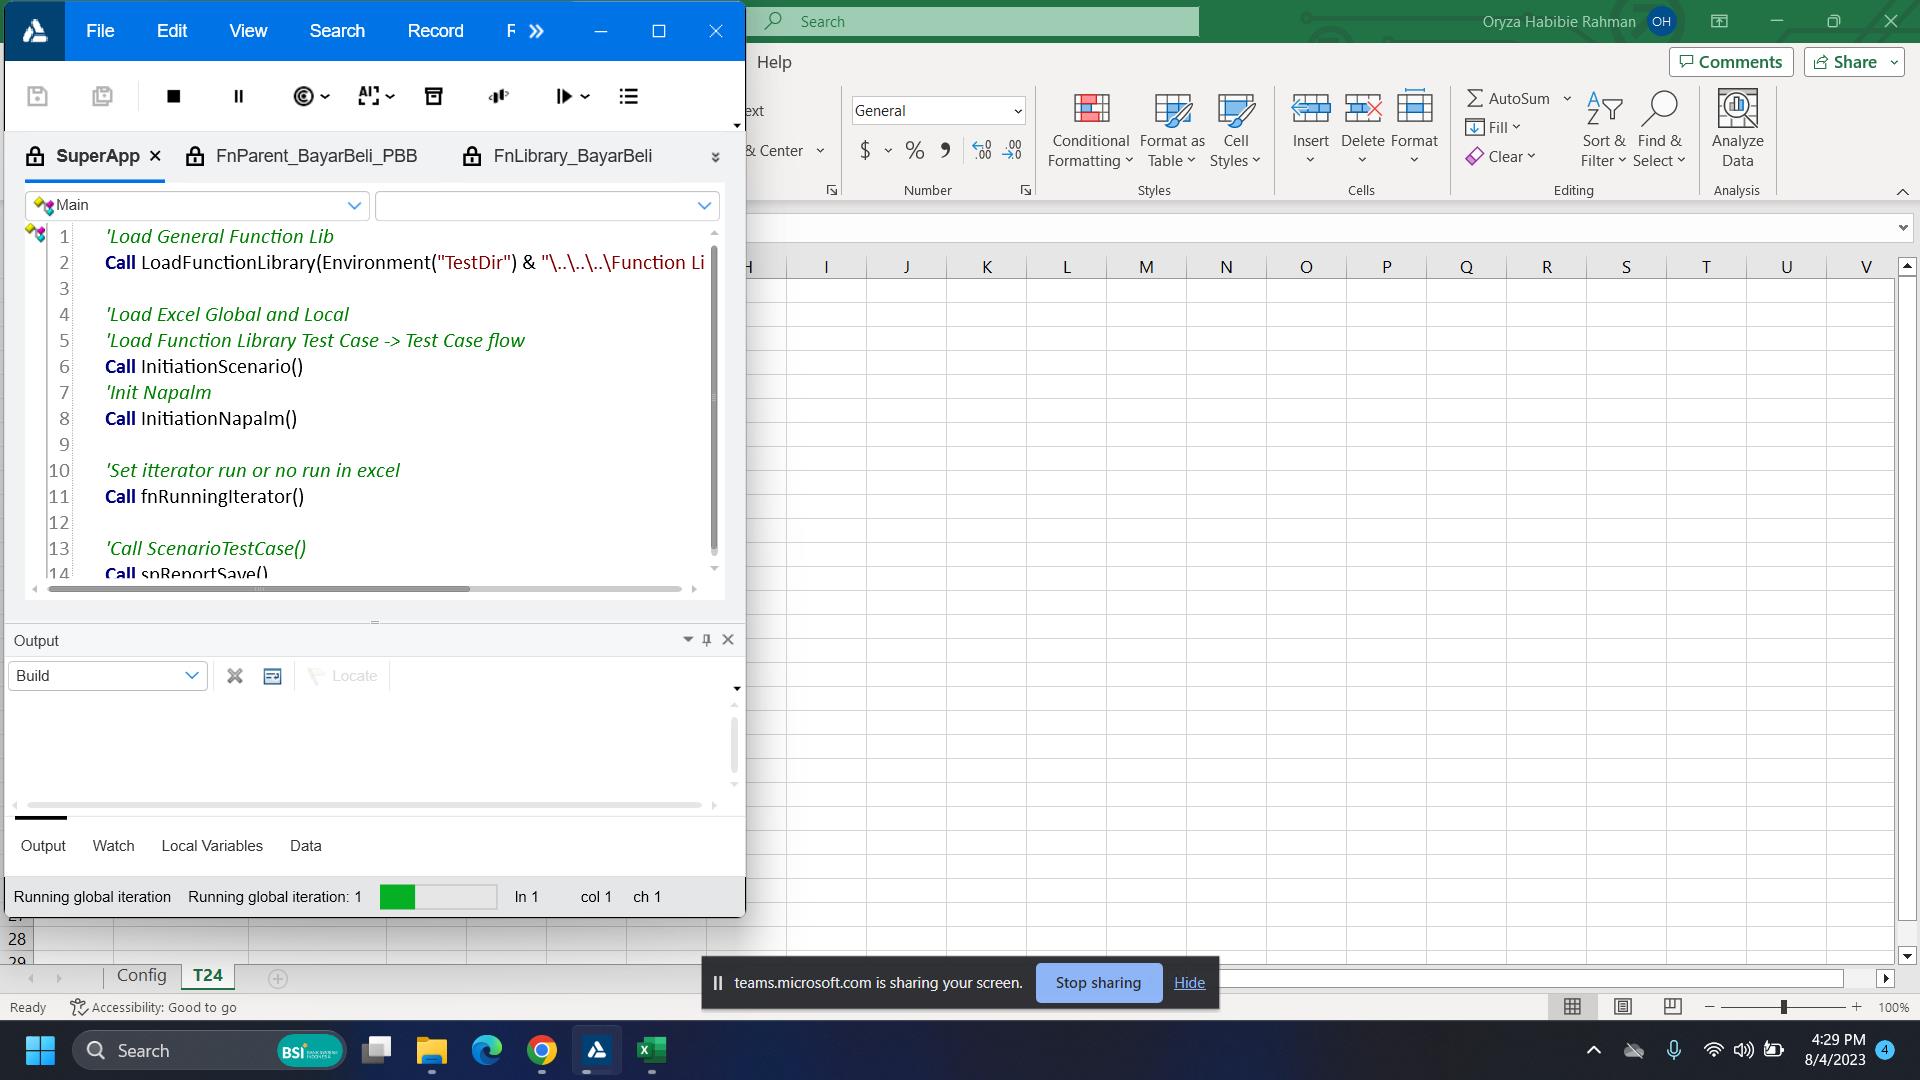 File Edit View Search Record
SuperApp FnParent_BayarBeli_PBB FnLibrary_BayarBeli
Main
1 'Load General Function Lib
2 Call LoadFunctionLibrary(Environment("TestDir") & "\..\..\..\Function Li
3
4 'Load Excel Global and Local
5 'Load Function Library Test Case -> Test Case flow
6 Call InitiationScenario()
7 'Init Napalm
8 Call InitiationNapalm()
9
10 'Set itterator run or no run in excel
11 Call fnRunningIterator()
12
13 'Call ScenarioTestCase()
14 Call spReportSave()
Output
Build Locate
Output Watch Local Variables Data
Running global iteration Running global iteration: 1 ln 1 col 1 ch 1
Search Oryza Habibie Rahman OH
Help Comments Share
& Center
General
$ % 
Number
Conditional Formatting
Format as Table
Cell Styles
Styles
Insert Delete Format
Cells
AutoSum
Fill
Clear
Sort & Filter
Find & Select
Editing
Analyze Data
Analysis
H I J K L M N O P Q R S T U V
28
29
Config T24
teams.microsoft.com is sharing your screen. Stop sharing Hide
Ready Accessibility: Good to go 100%
Search BSI 4:29 PM
8/4/2023 4